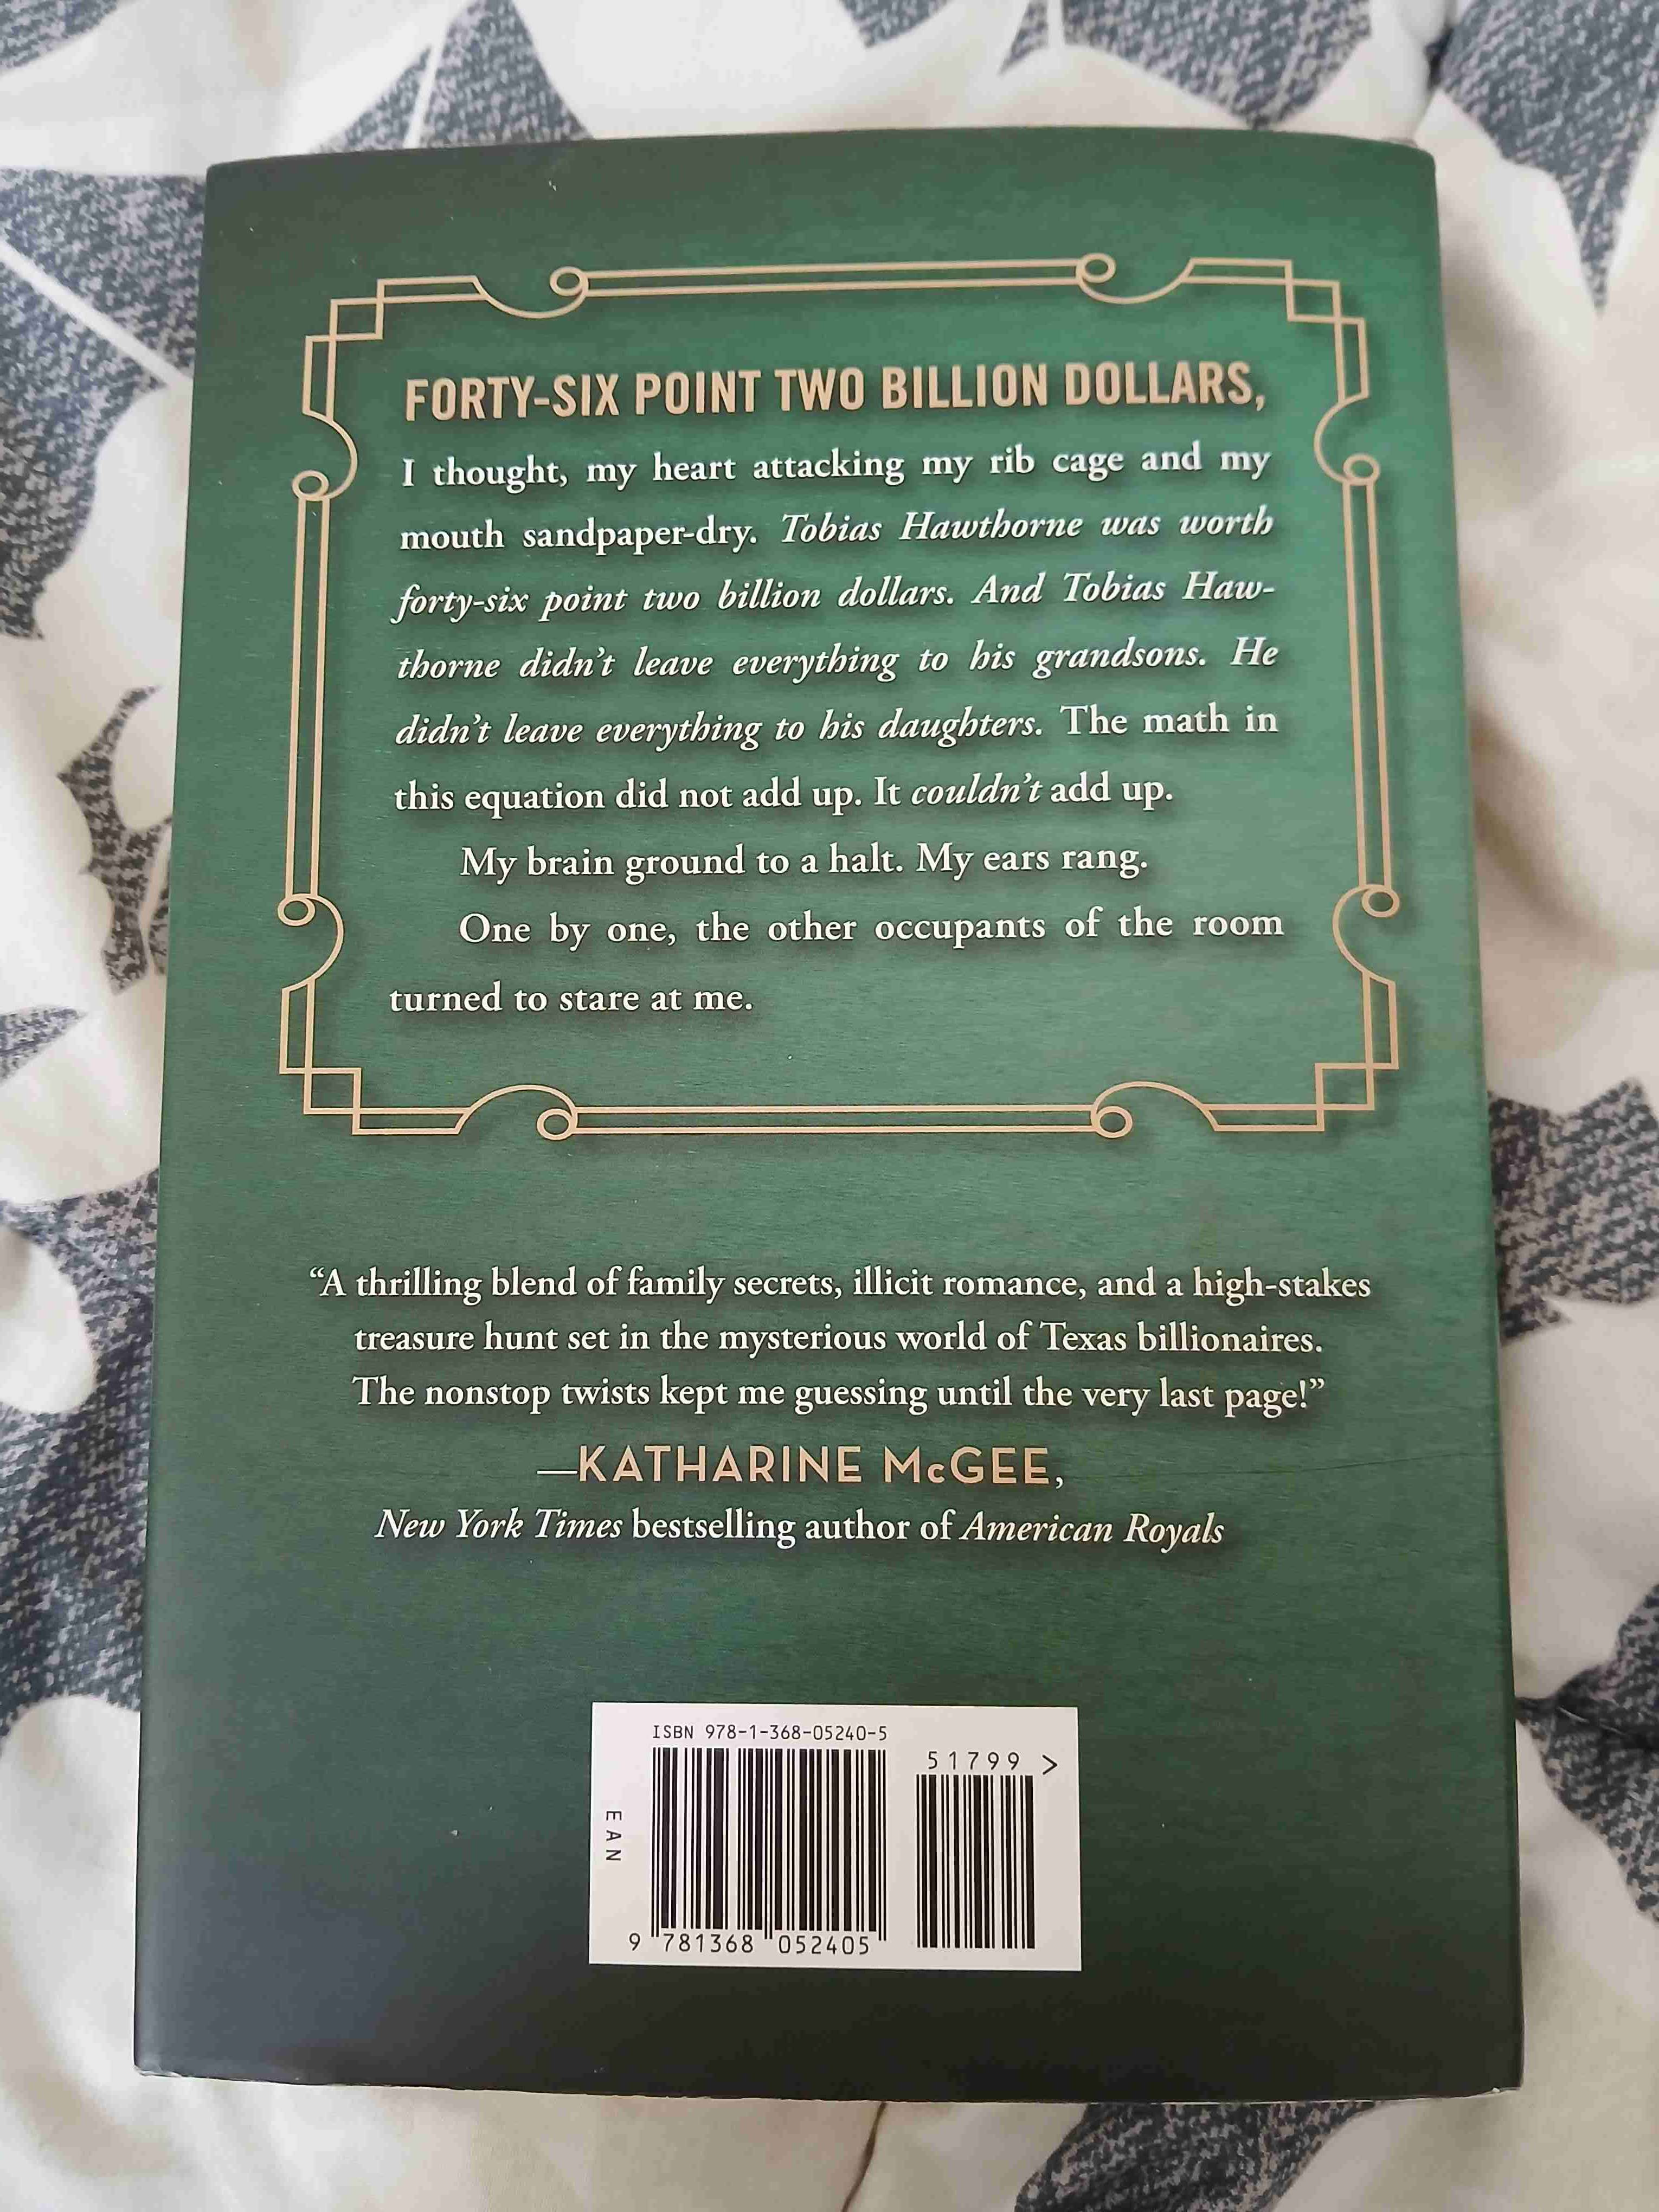 FORTY-SIX POINT TWO BILLION DOLLARS,
I thought, my heart attacking my rib cage and my
mouth sandpaper-dry. Tobias Hawthorne was worth
forty-six point two billion dollars. And Tobias Haw-
thorne didn't leave everything to his grandsons. He
didn't leave everything to his daughters. The math in
this equation did not add up. It couldn't add up.
My brain ground to a halt. My ears rang.
One by one, the other occupants of the room
turned to stare at me.
“A thrilling blend of family secrets, illicit romance, and a high-stakes
treasure hunt set in the mysterious world of Texas billionaires.
The nonstop twists kept me guessing until the very last page!”
—KATHARINE McGEE,
New York Times bestselling author of American Royals
ISBN 978-1-368-05240-5
51799 >
EAN
9 781368 052405